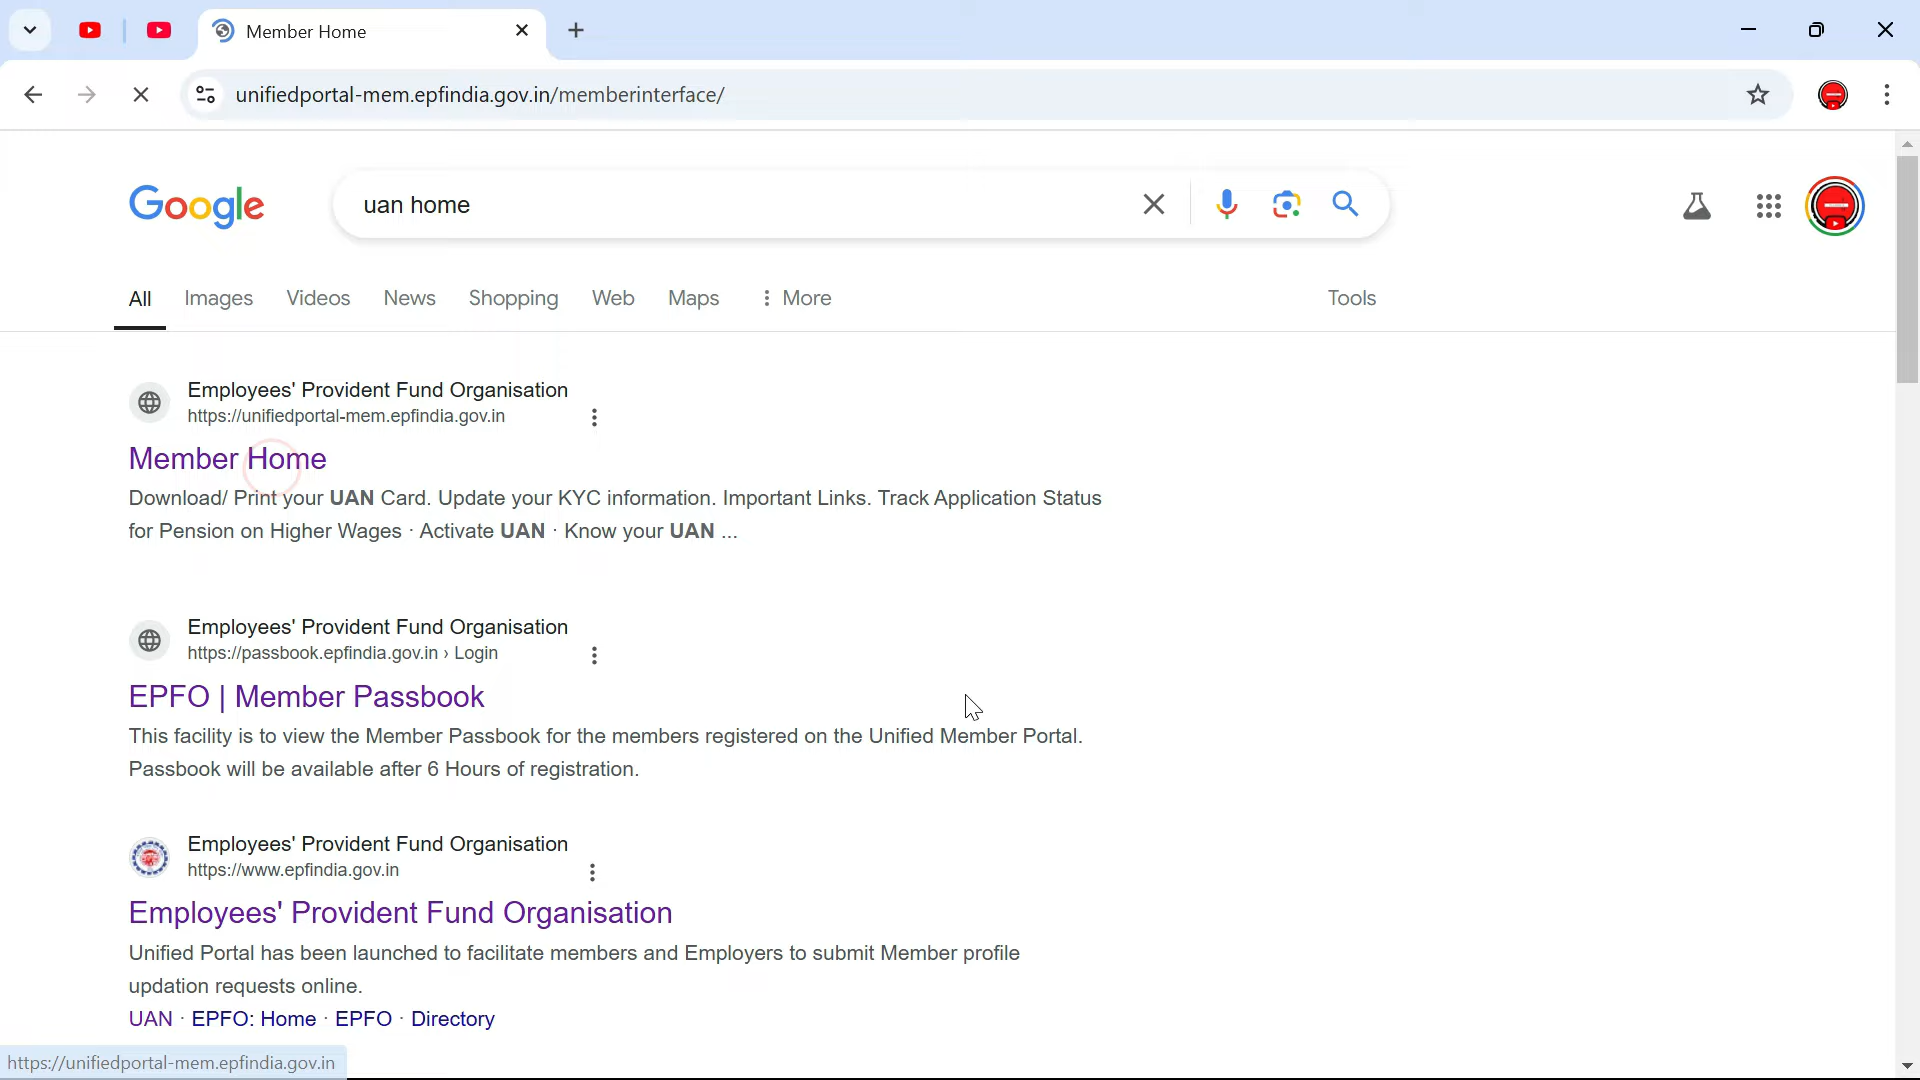 Member Home
unifiedportal-mem.epfindia.gov.in/memberinterface/
Google
uan home
All
Images
Videos
News
Shopping
Web
Maps
More
Tools
Employees' Provident Fund Organisation
https://unifiedportal-mem.epfindia.gov.in
Member Home
Download/ Print your UAN Card. Update your KYC information. Important Links. Track Application Status
for Pension on Higher Wages · Activate UAN · Know your UAN ...
Employees' Provident Fund Organisation
https://passbook.epfindia.gov.in › Login
EPFO | Member Passbook
This facility is to view the Member Passbook for the members registered on the Unified Member Portal.
Passbook will be available after 6 Hours of registration.
Employees' Provident Fund Organisation
https://www.epfindia.gov.in
Employees' Provident Fund Organisation
Unified Portal has been launched to facilitate members and Employers to submit Member profile
updation requests online.
UAN · EPFO: Home · EPFO · Directory
https://unifiedportal-mem.epfindia.gov.in